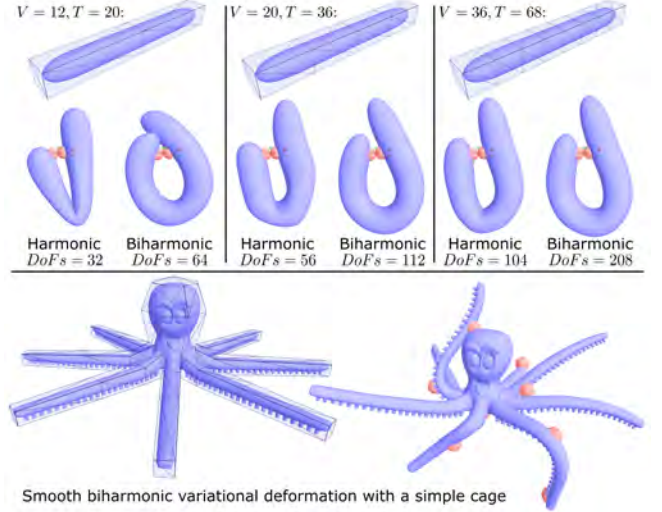 V = 12, T = 20:
V = 20, T = 36:
V = 36, T = 68:
Harmonic Biharmonic
DoFs = 32 DoFs = 64
Harmonic Biharmonic
DoFs = 56 DoFs = 112
Harmonic Biharmonic
DoFs = 104 DoFs = 208
Smooth biharmonic variational deformation with a simple cage